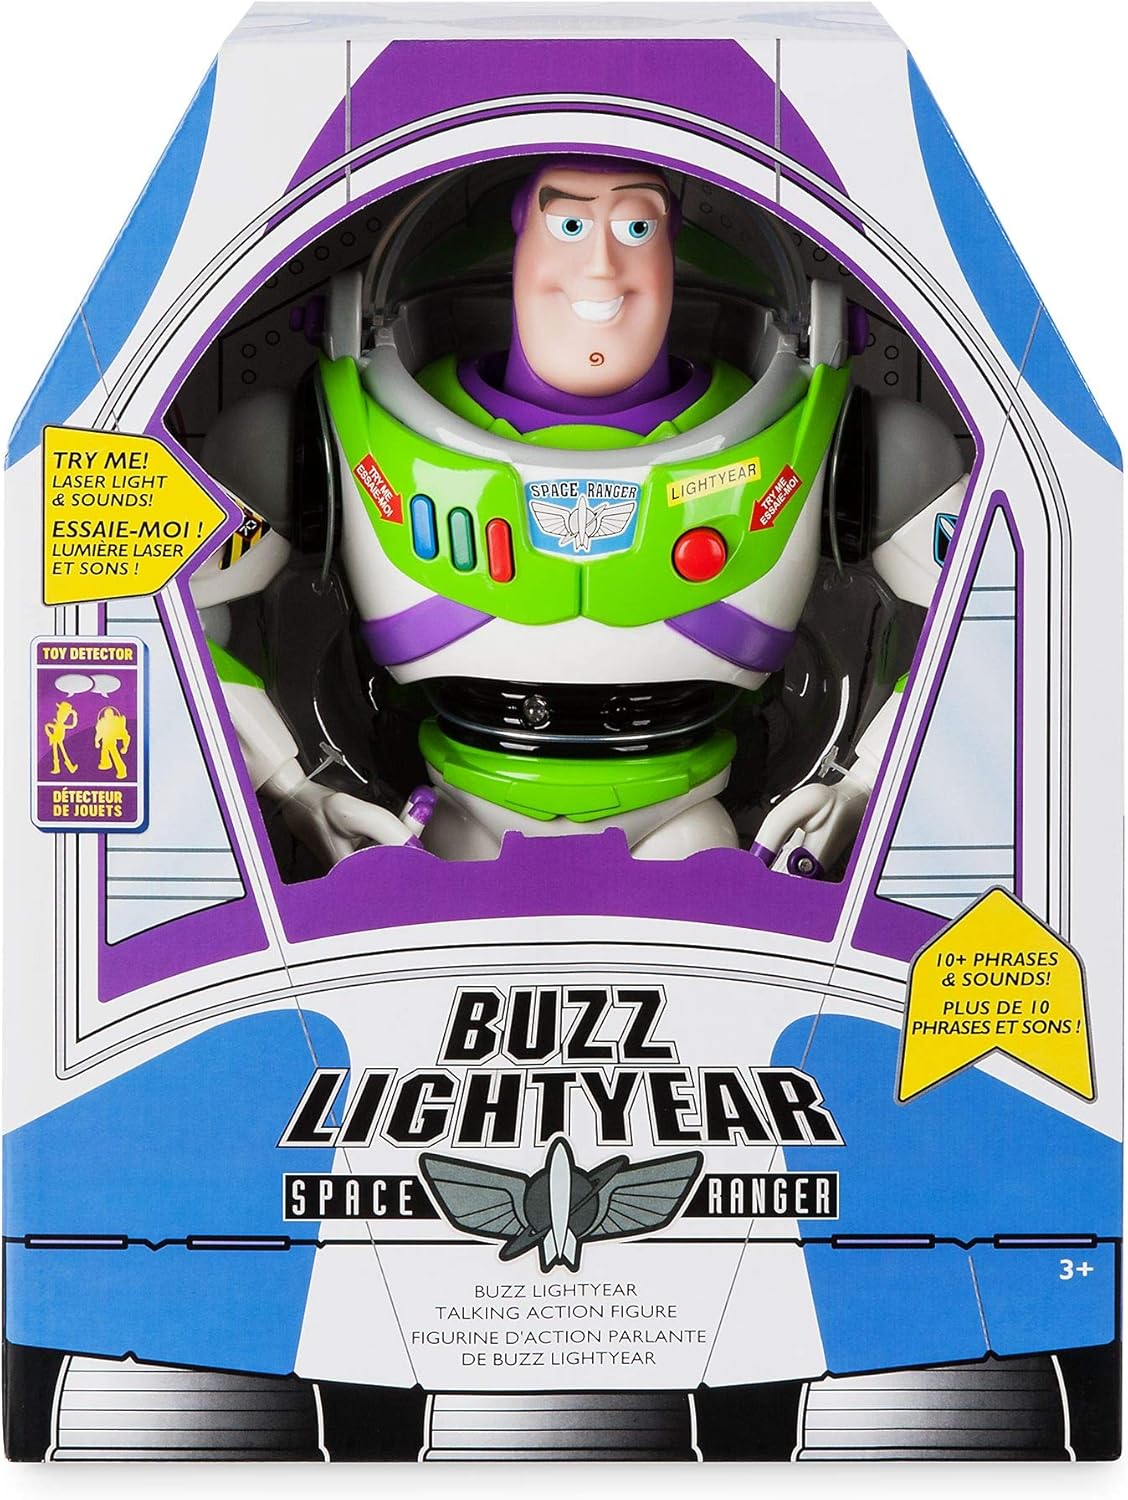 TRY ME!
LASER LIGHT
& SOUNDS!
ESSAIE-MOI !
LUMIÈRE LASER
ET SONS !
TRY ME
ESSAIE-MOI
SPACE RANGER
LIGHTYEAR
TRY ME
ESSAIE-MOI
TOY DETECTOR
DÉTECTEUR
DE JOUETS
10+ PHRASES
& SOUNDS!
PLUS DE 10
PHRASES ET SONS !
BUZZ
LIGHTYEAR
SPACE RANGER
3+
BUZZ LIGHTYEAR
TALKING ACTION FIGURE
FIGURINE D'ACTION PARLANTE
DE BUZZ LIGHTYEAR